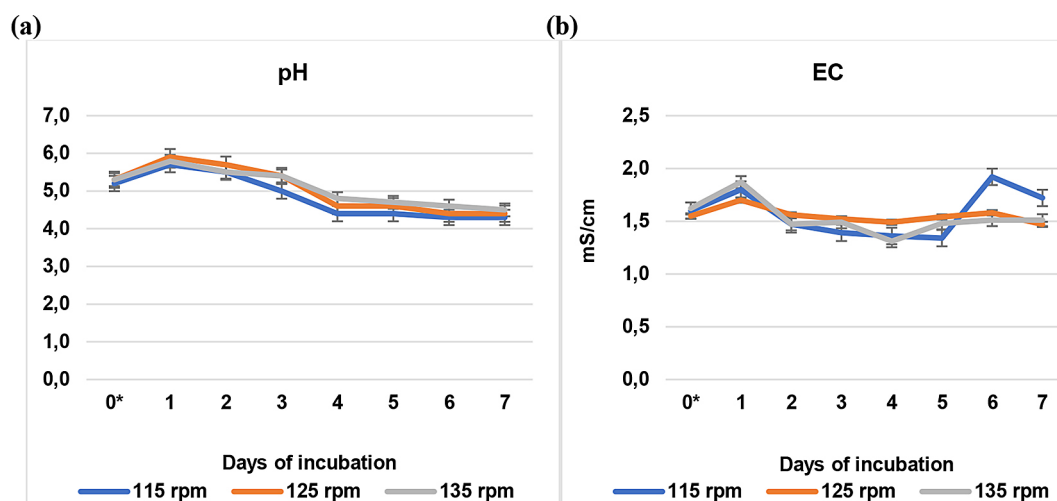 (a)
pH
7,0
6,0
5,0
4,0
3,0
2,0
1,0
0,0
0* 1 2 3 4 5 6 7
Days of incubation
115 rpm 125 rpm 135 rpm
(b)
EC
mS/cm
2,5
2,0
1,5
1,0
0,5
0,0
0* 1 2 3 4 5 6 7
Days of incubation
115 rpm 125 rpm 135 rpm